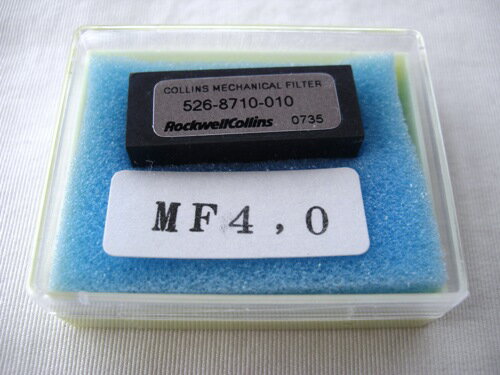 COLLINS MECHANICAL FILTER
526-8710-010
RockwellCollins 0735
MF4,0